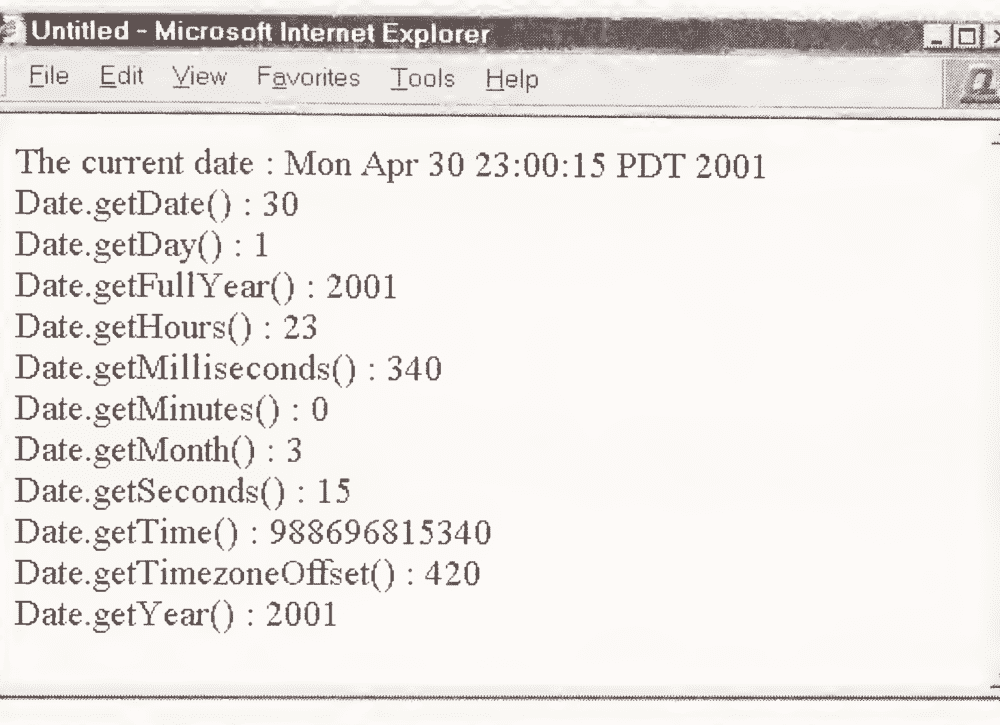 Untitled - Microsoft Internet Explorer
File Edit View Favorites Tools Help
The current date : Mon Apr 30 23:00:15 PDT 2001
Date.getDate() : 30
Date.getDay() : 1
Date.getFullYear() : 2001
Date.getHours() : 23
Date.getMilliseconds() : 340
Date.getMinutes() : 0
Date.getMonth() : 3
Date.getSeconds() : 15
Date.getTime() : 988696815340
Date.getTimezoneOffset() : 420
Date.getYear() : 2001